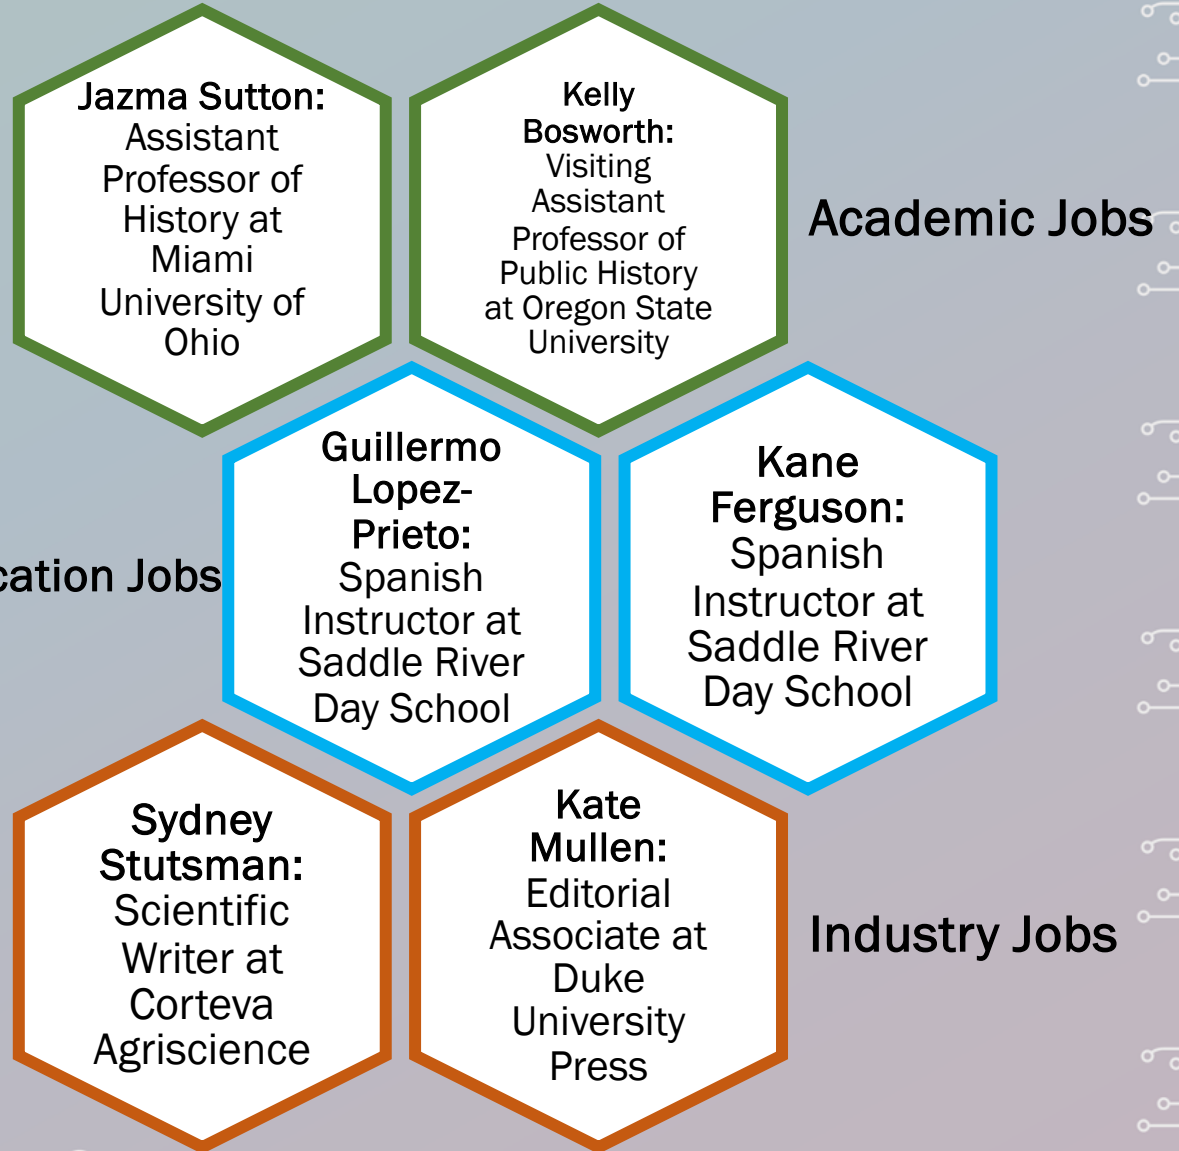 Jazma Sutton:
Assistant
Professor of
History at
Miami
University of
Ohio
Kelly
Bosworth:
Visiting
Assistant
Professor of
Public History
at Oregon State
University
Academic Jobs
cation Jobs
Guillermo
Lopez-
Prieto:
Spanish
Instructor at
Saddle River
Day School
Kane
Ferguson:
Spanish
Instructor at
Saddle River
Day School
Sydney
Stutsman:
Scientific
Writer at
Corteva
Agriscience
Kate
Mullen:
Editorial
Associate at
Duke
University
Press
Industry Jobs